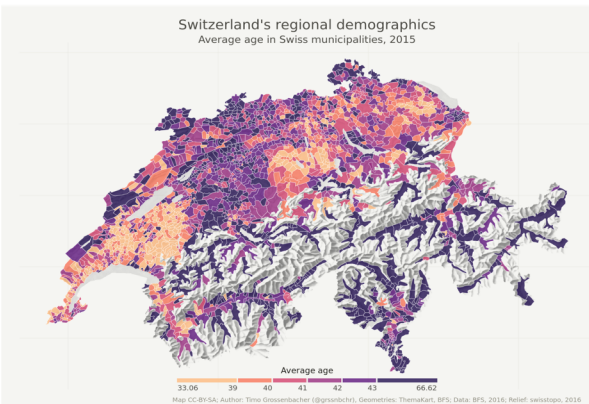 Switzerland's regional demographics
Average age in Swiss municipalities, 2015
Average age
33.06 39 40 41 42 43 66.62
Map CC-BY-SA; Author: Timo Grossenbacher (@grssnbchr), Geometries: ThemaKart, BFS; Data: BFS, 2016; Relief: swisstopo, 2016